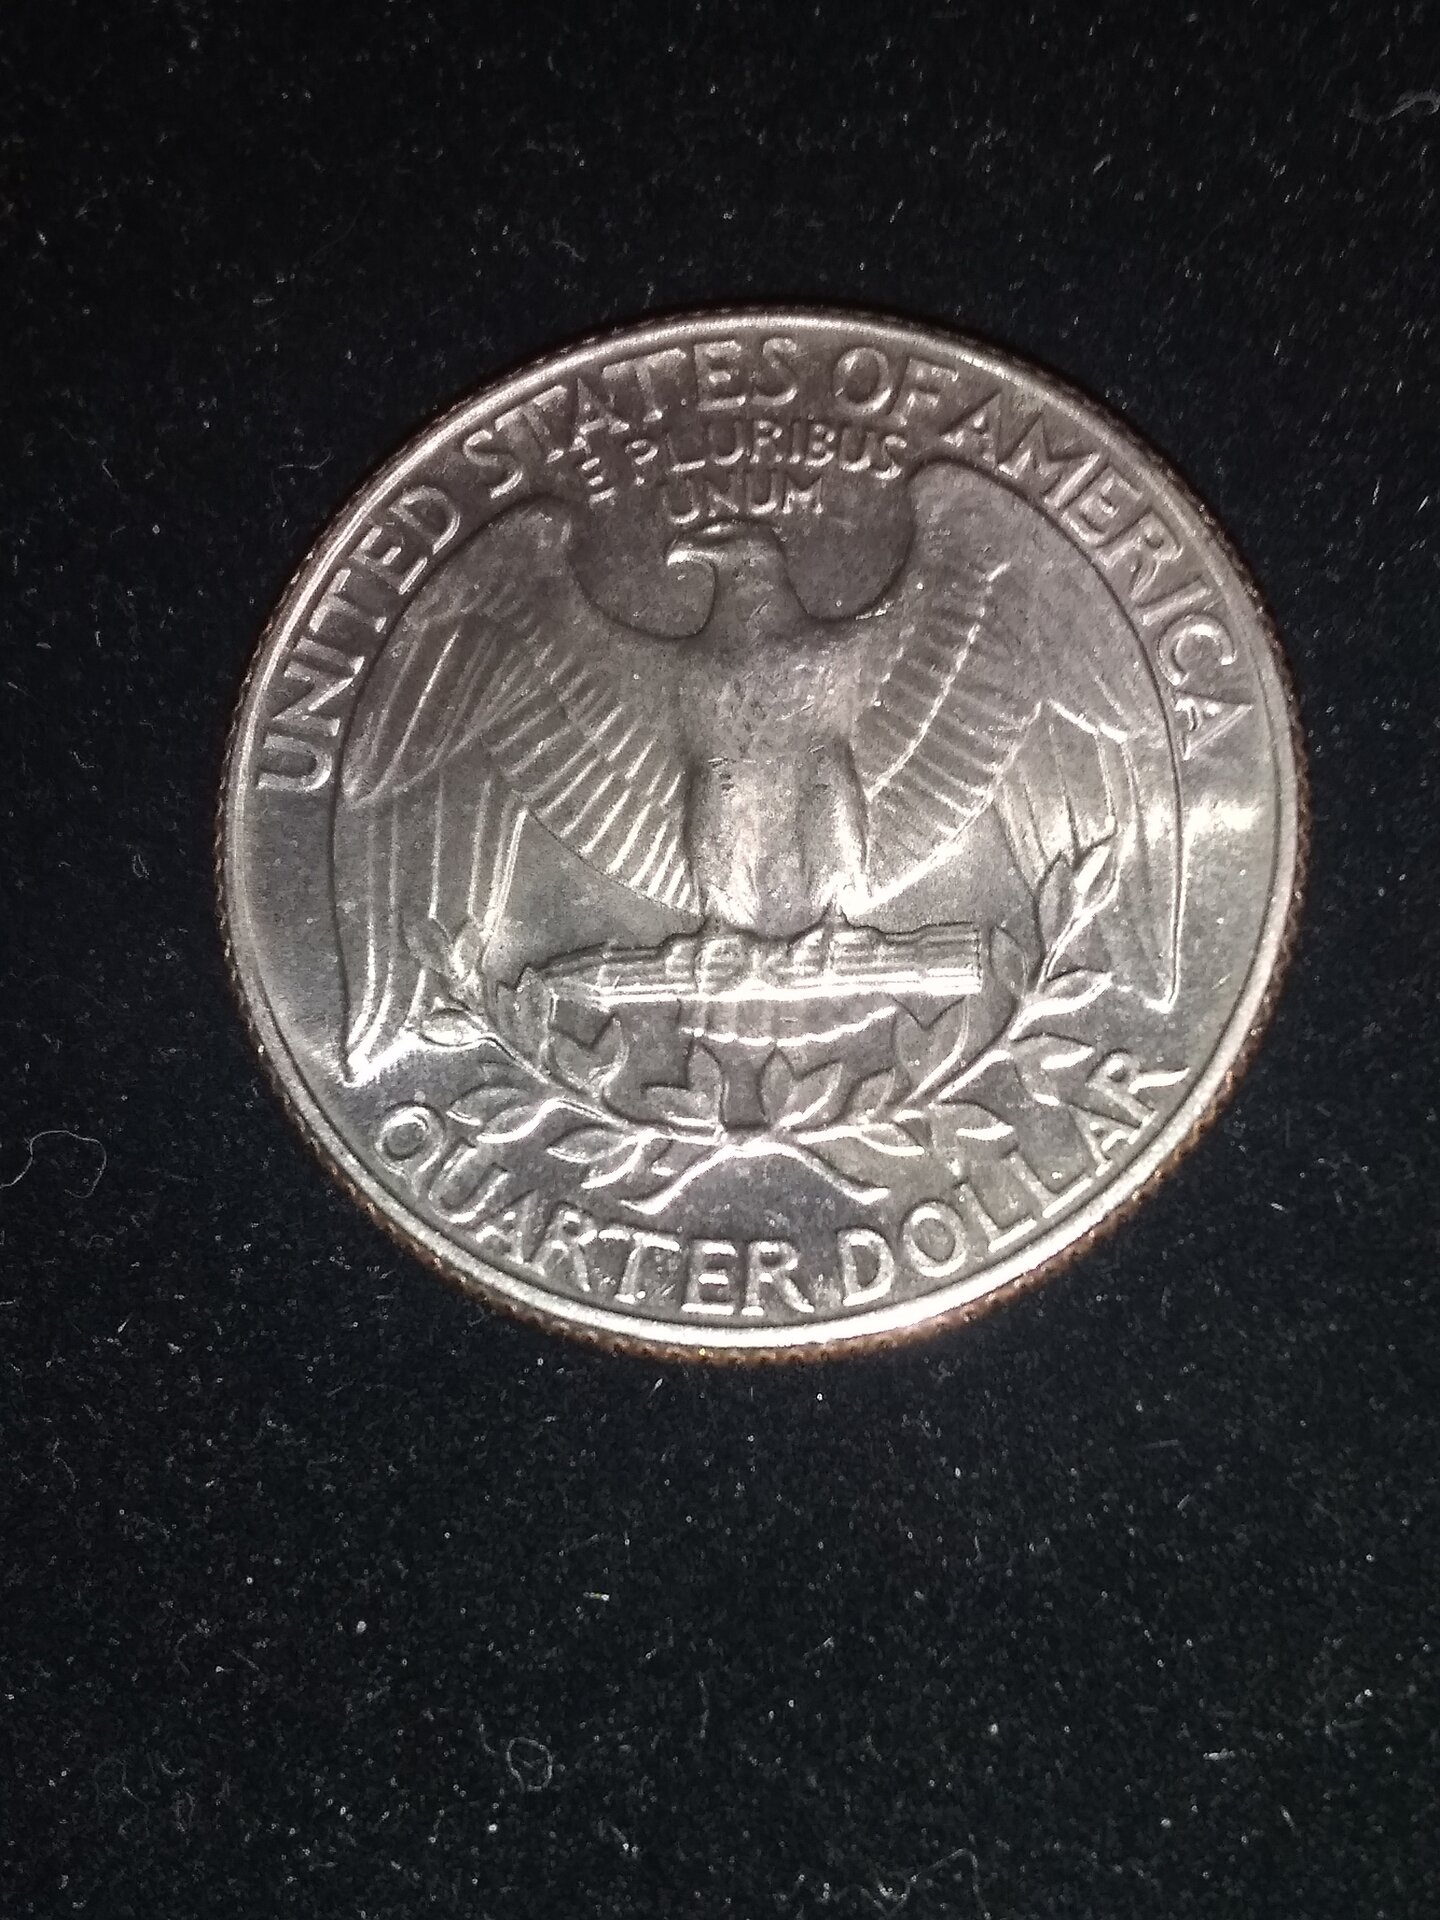 UNITED STATES OF AMERICA
E PLURIBUS
UNUM
QUARTER DOLLAR